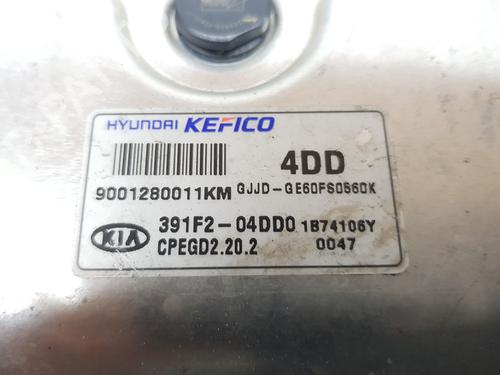 HYUNDAI KEFICO
4DD
9001280011KM GJJD-GE60FS0560K
KIA 391F2-04DD0 1B74106Y
CPEGD2.20.2 0047